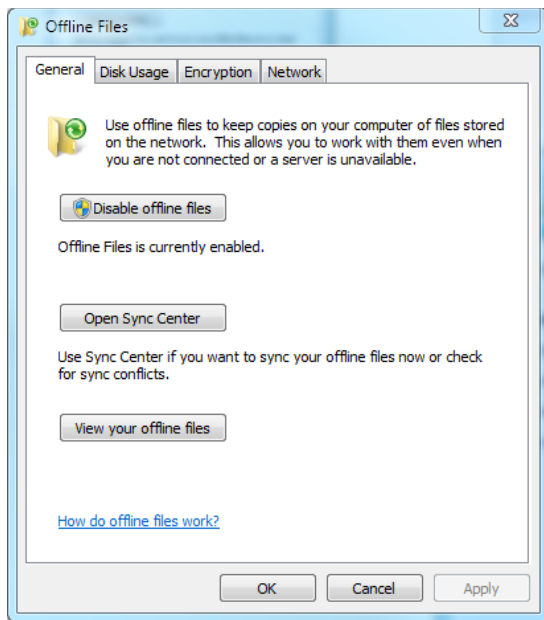 Offline Files
General Disk Usage Encryption Network
Use offline files to keep copies on your computer of files stored
on the network. This allows you to work with them even when
you are not connected or a server is unavailable.
Disable offline files
Offline Files is currently enabled.
Open Sync Center
Use Sync Center if you want to sync your offline files now or check
for sync conflicts.
View your offline files
How do offline files work?
OK Cancel Apply